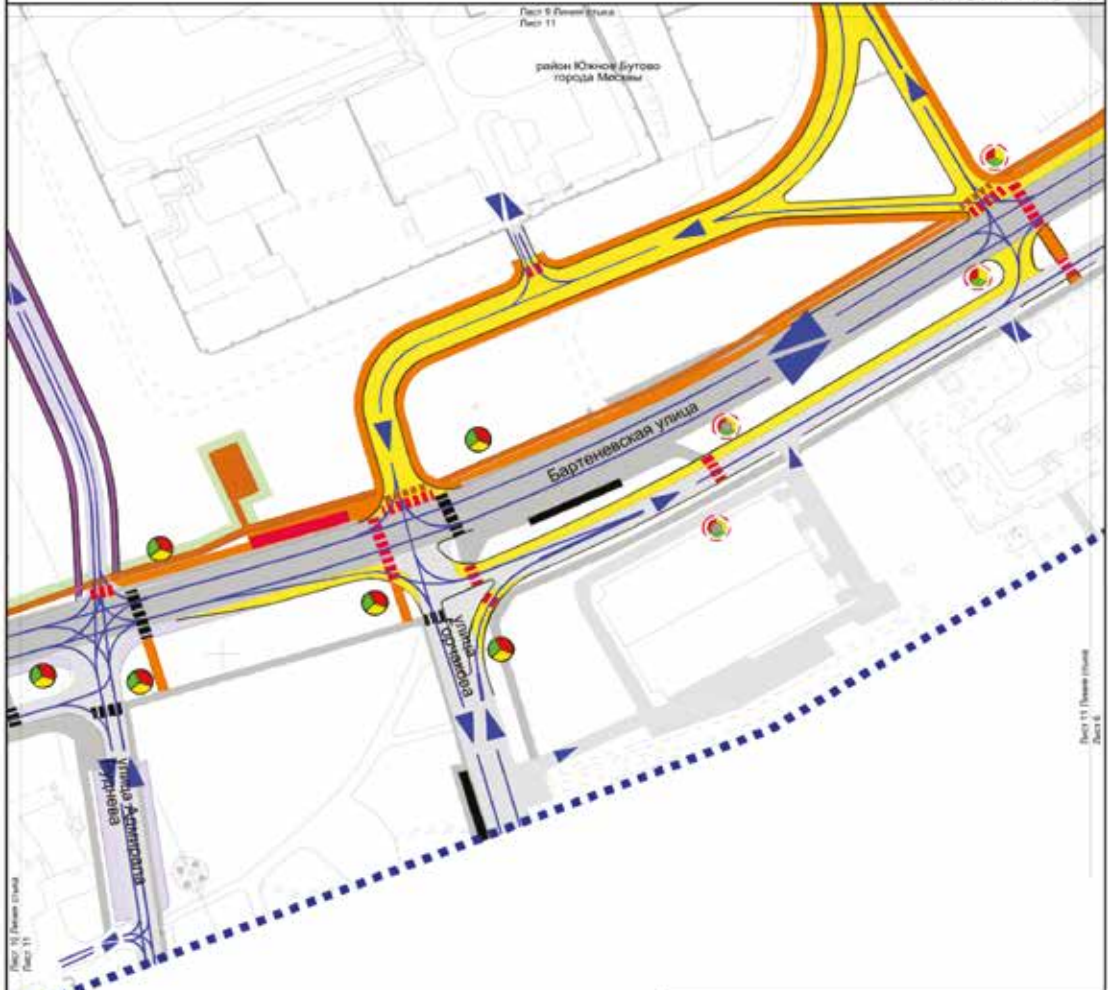 Лист 9 Линия стыка
Лист 11
район Южное Бутово
города Москвы
Бартеневская улица
улица
Горчакова
улица Адмирала
Руднева
Лист 11 Линия стыка
Лист 6
Лист 10 Линия стыка
Лист 11